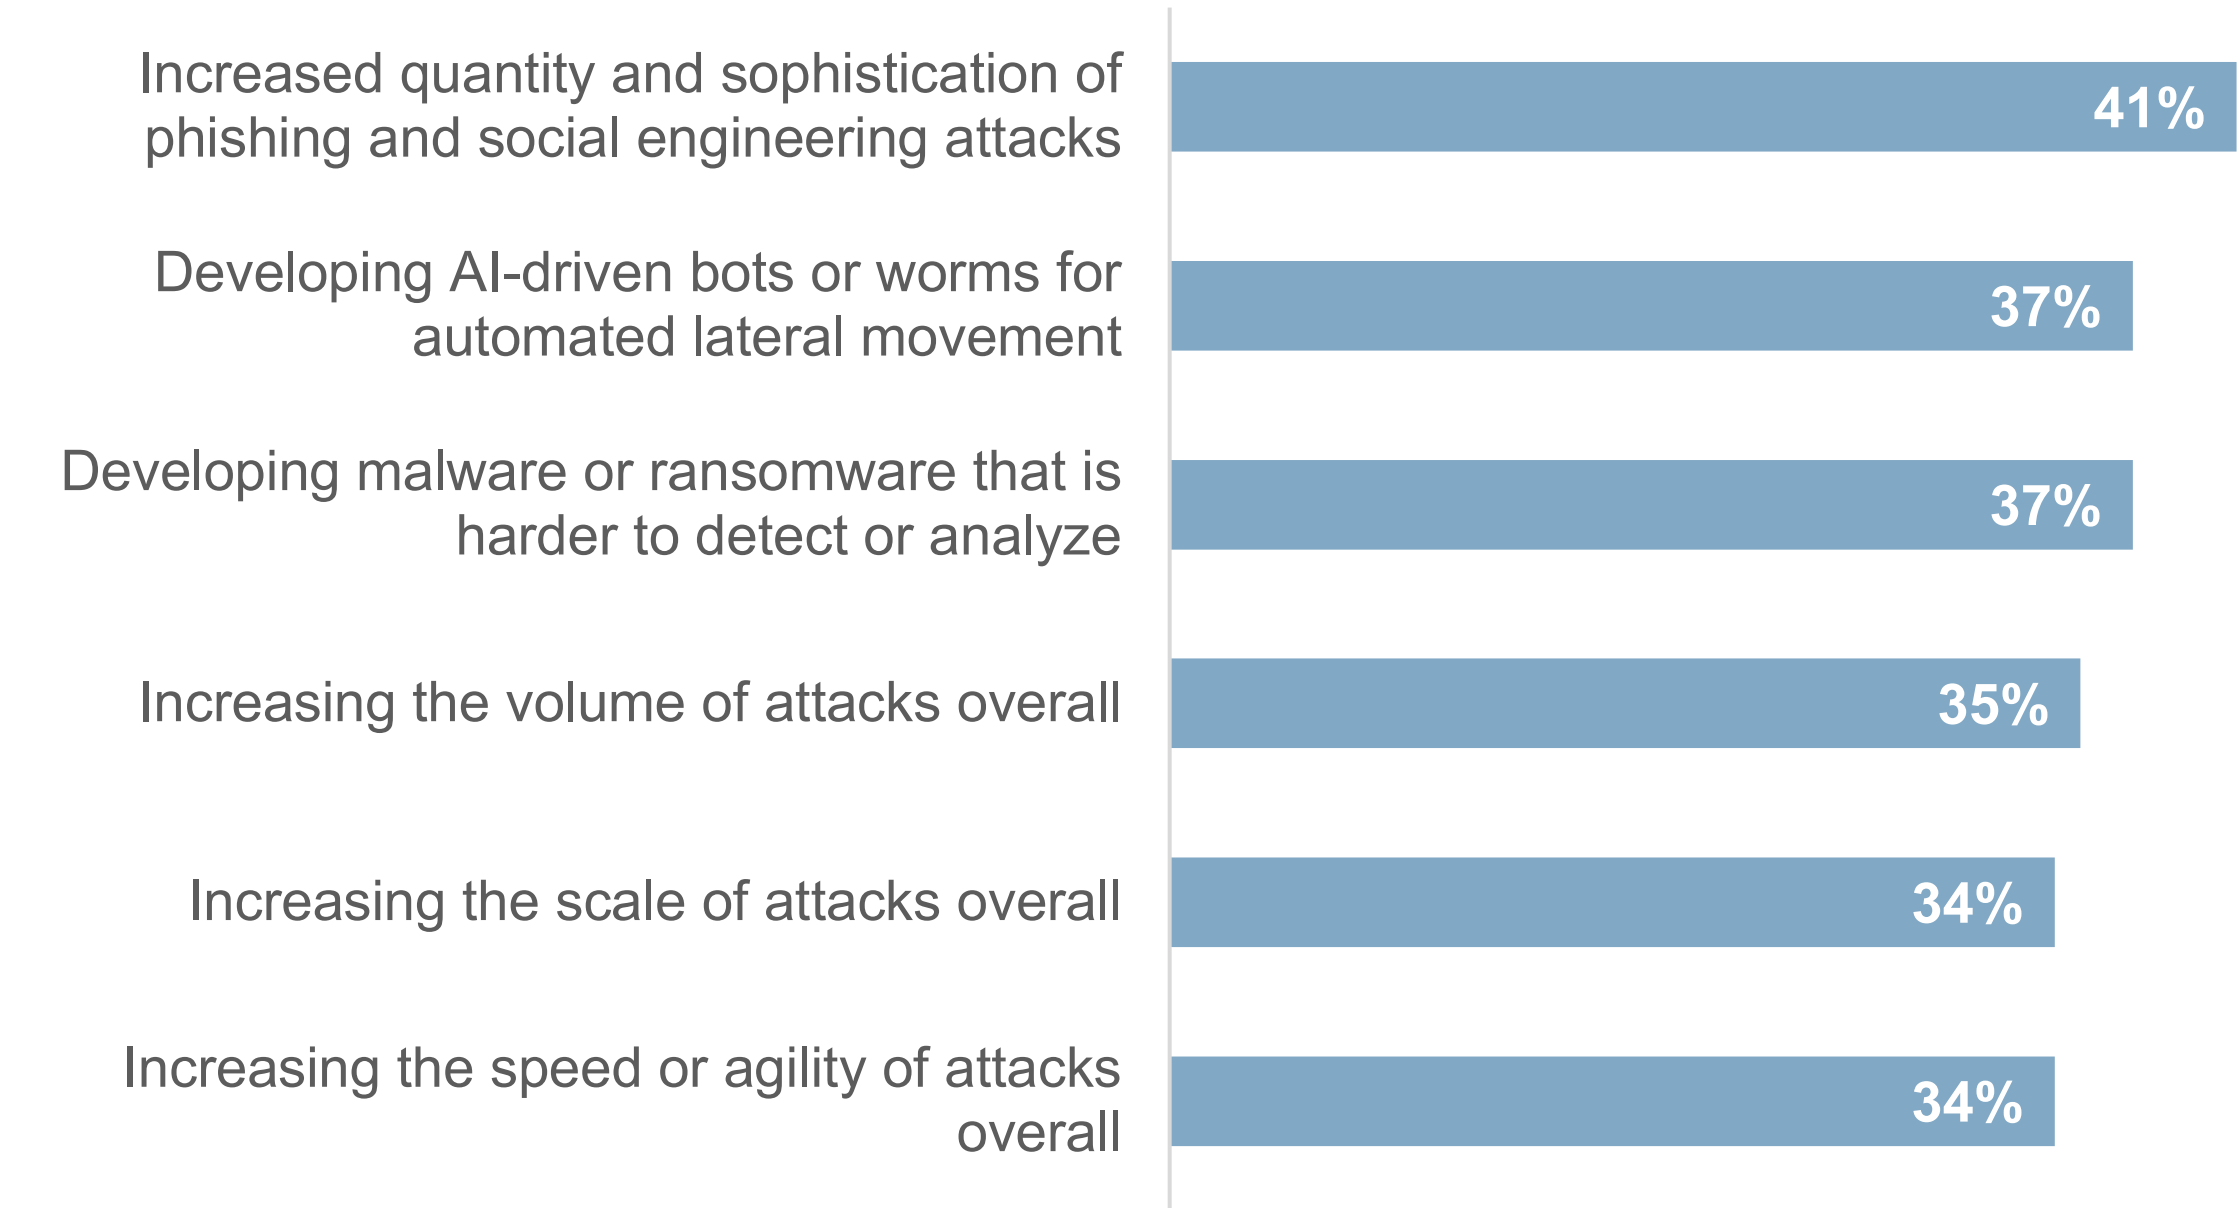 Increased quantity and sophistication of
phishing and social engineering attacks
41%
Developing AI-driven bots or worms for
automated lateral movement
37%
Developing malware or ransomware that is
harder to detect or analyze
37%
Increasing the volume of attacks overall
35%
Increasing the scale of attacks overall
34%
Increasing the speed or agility of attacks
overall
34%